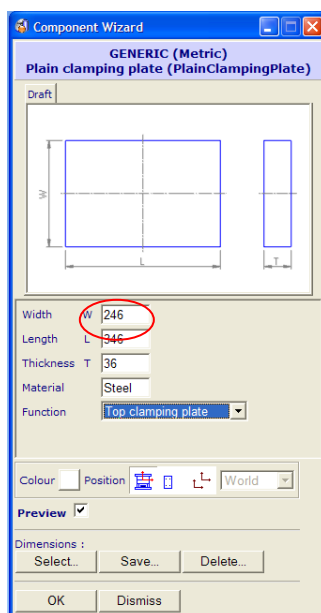 Component Wizard
GENERIC (Metric)
Plain clamping plate (PlainClampingPlate)
Draft
W
L
T
Width W 246
Length L 346
Thickness T 36
Material Steel
Function Top clamping plate
Colour Position World
Preview
Dimensions :
Select... Save... Delete...
OK Dismiss